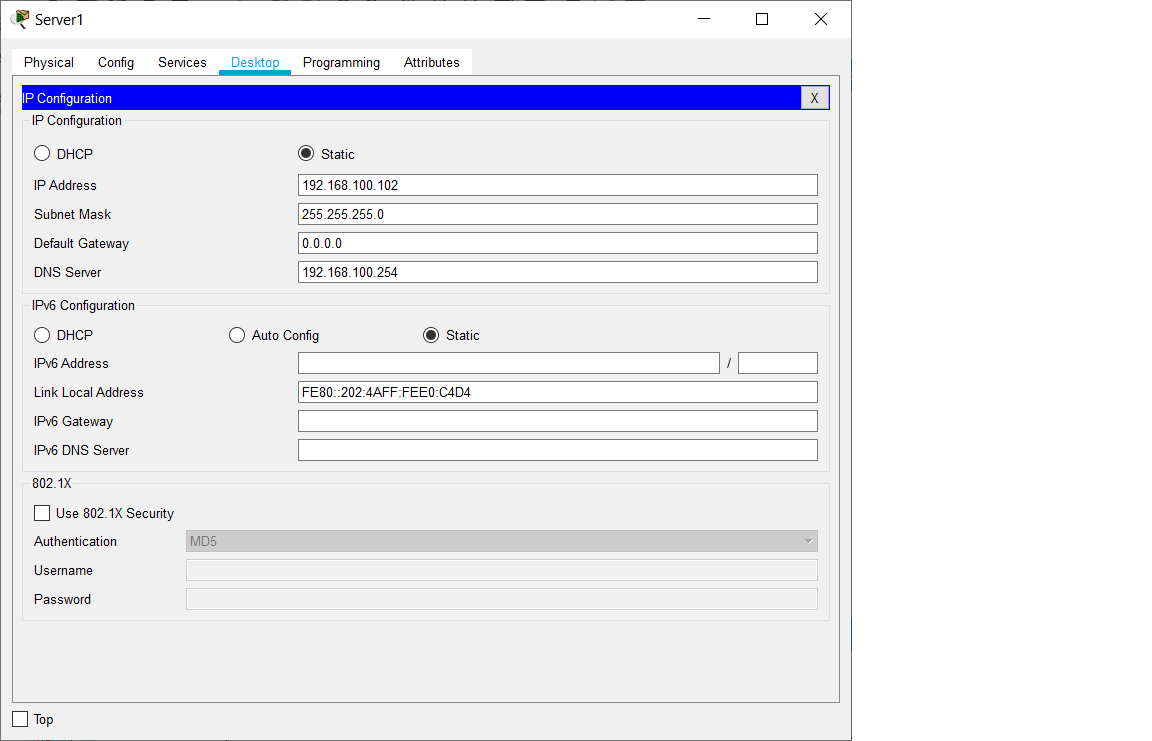 Server1
Physical Config Services Desktop Programming Attributes
IP Configuration X
IP Configuration
DHCP Static
IP Address 192.168.100.102
Subnet Mask 255.255.255.0
Default Gateway 0.0.0.0
DNS Server 192.168.100.254
IPv6 Configuration
DHCP Auto Config Static
IPv6 Address /
Link Local Address FE80::202:4AFF:FEE0:C4D4
IPv6 Gateway
IPv6 DNS Server
802.1X
Use 802.1X Security
Authentication MD5
Username
Password
Top